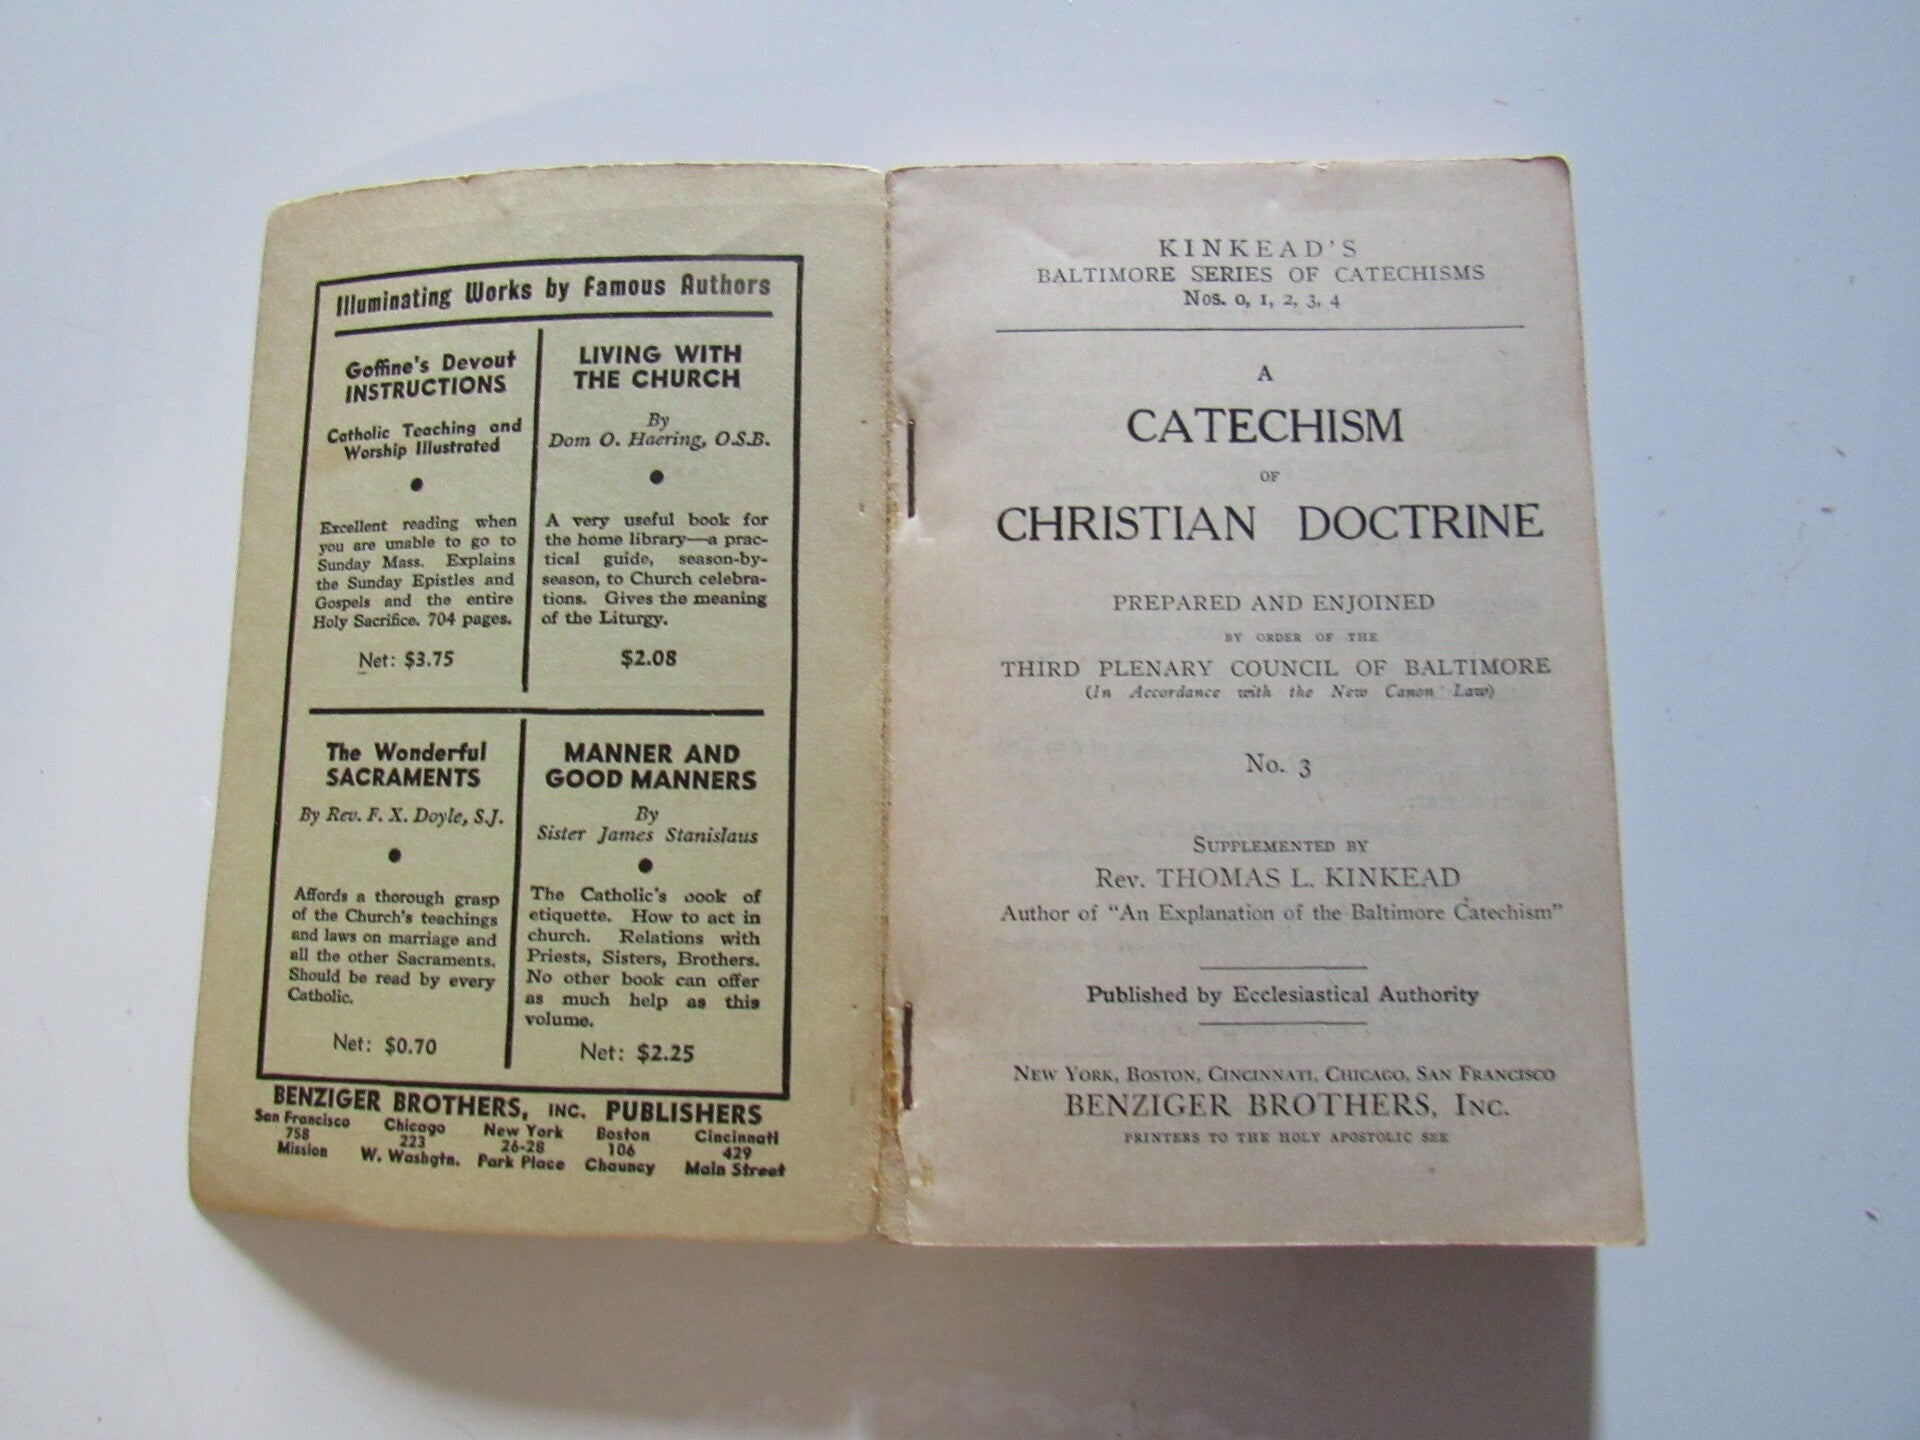 Illuminating Works by Famous Authors
Goffine's Devout
INSTRUCTIONS
Catholic Teaching and
Worship Illustrated
Excellent reading when
you are unable to go to
Sunday Mass. Explains
the Sunday Epistles and
Gospels and the entire
Holy Sacrifice. 704 pages.
Net: $3.75
LIVING WITH
THE CHURCH
By
Dom O. Haering, O.S.B.
A very useful book for
the home library—a prac-
tical guide, season-by-
season, to Church celebra-
tions. Gives the meaning
of the Liturgy.
$2.08
The Wonderful
SACRAMENTS
By Rev. F. X. Doyle, S.J.
Affords a thorough grasp
of the Church's teachings
and laws on marriage and
all the other Sacraments.
Should be read by every
Catholic.
Net: $0.70
MANNER AND
GOOD MANNERS
By
Sister James Stanislaus
The Catholic's book of
etiquette. How to act in
church. Relations with
Priests, Sisters, Brothers.
No other book can offer
as much help as this
volume.
Net: $2.25
BENZIGER BROTHERS, INC. PUBLISHERS
San Francisco Chicago New York Boston Cincinnati
758 223 26-28 106 429
Mission W. Washgtn. Park Place Chauncy Main Street
KINKEAD'S
BALTIMORE SERIES OF CATECHISMS
Nos. 0, 1, 2, 3, 4
A
CATECHISM
OF
CHRISTIAN DOCTRINE
PREPARED AND ENJOINED
BY ORDER OF THE
THIRD PLENARY COUNCIL OF BALTIMORE
(In Accordance with the New Canon Law)
No. 3
SUPPLEMENTED BY
Rev. THOMAS L. KINKEAD
Author of "An Explanation of the Baltimore Catechism"
Published by Ecclesiastical Authority
NEW YORK, BOSTON, CINCINNATI, CHICAGO, SAN FRANCISCO
BENZIGER BROTHERS, INC.
PRINTERS TO THE HOLY APOSTOLIC SEE